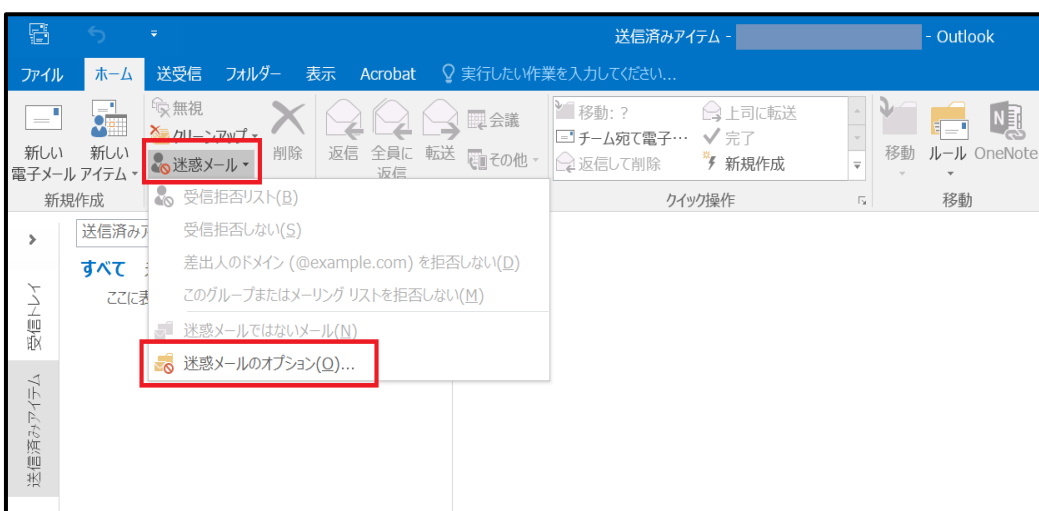 送信済みアイテム - - Outlook
ファイル ホーム 送受信 フォルダー 表示 Acrobat 実行したい作業を入力してください...
無視
クリーンアップ
迷惑メール
新しい
電子メール
新しい
アイテム
新規作成
削除
返信
全員に
返信
転送
会議
その他
移動: ?
チーム宛て電子…
返信して削除
上司に転送
完了
新規作成
クイック操作
移動
ルール
OneNote
移動
受信拒否リスト(B)
受信拒否しない(S)
差出人のドメイン (@example.com) を拒否しない(D)
このグループまたはメーリング リストを拒否しない(M)
迷惑メールではないメール(N)
迷惑メールのオプション(O)...
送信済み
すべて
ここに
受信トレイ
送信済みアイテム